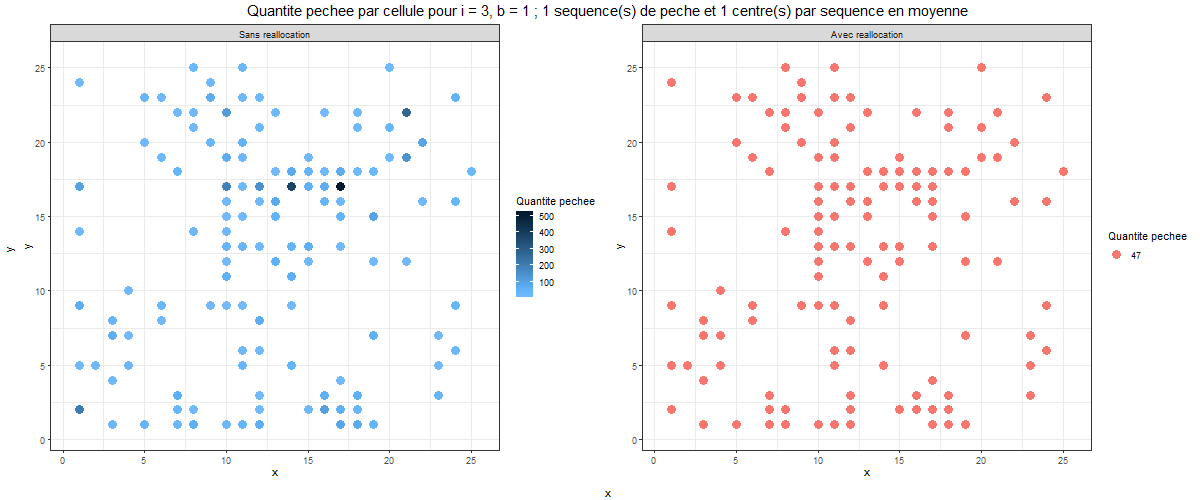 Quantite pechee par cellule pour i = 3, b = 1 ; 1 sequence(s) de peche et 1 centre(s) par sequence en moyenne
Sans reallocation
25
20
15
10
5
0
y
y
0 5 10 15 20 25
x
Quantite pechee
500
400
300
200
100
Avec reallocation
25
20
15
10
5
0
y
0 5 10 15 20 25
x
Quantite pechee
47
x